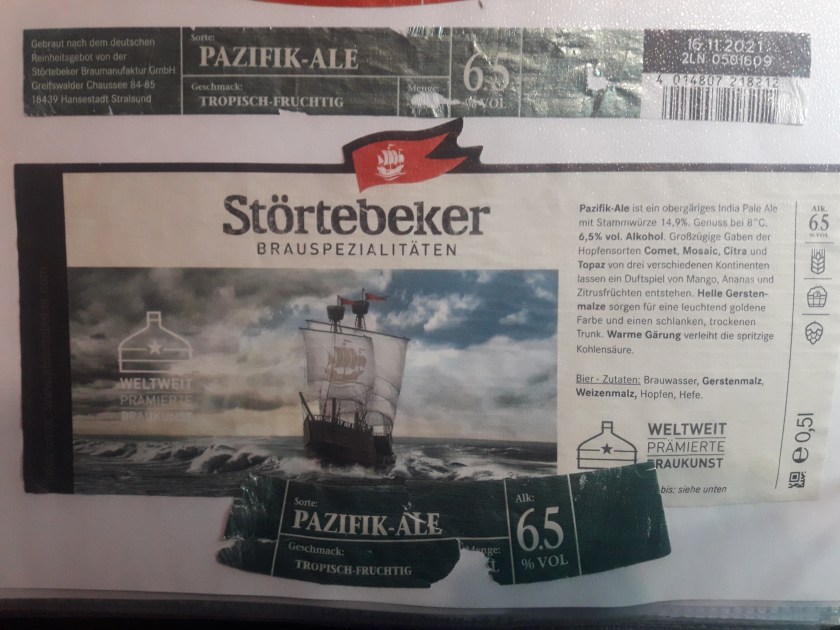 Gebraut nach dem deutschen
Reinheitsgebot von der
Störtebeker Braumanufaktur GmbH
Greifswalder Chaussee 84-85
18439 Hansestadt Stralsund
Sorte:
PAZIFIK-ALE
Geschmack:
TROPISCH-FRUCHTIG
Menge:
6.5
% VOL
16.11.2021
2LN 0501609
4 014807 218212
Störtebeker
BRAUSPEZIALITÄTEN
WELTWEIT
PRÄMIERTE
BRAUKUNST
Pazifik-Ale ist ein obergäriges India Pale Ale
mit Stammwürze 14,9%. Genuss bei 8°C.
6,5% vol. Alkohol. Großzügige Gaben der
Hopfensorten Comet, Mosaic, Citra und
Topaz von drei verschiedenen Kontinenten
lassen ein Duftspiel von Mango, Ananas und
Zitrusfrüchten entstehen. Helle Gersten-
malze sorgen für eine leuchtend goldene
Farbe und einen schlanken, trockenen
Trunk. Warme Gärung verleiht die spritzige
Kohlensäure.
Bier - Zutaten: Brauwasser, Gerstenmalz,
Weizenmalz, Hopfen, Hefe.
WELTWEIT
PRÄMIERTE
BRAUKUNST
bis: siehe unten
Alk.
6.5
% VOL
e 0,5l
Sorte:
PAZIFIK-ALE
Geschmack:
TROPISCH-FRUCHTIG
Menge:
L
Alk:
6.5
% VOL